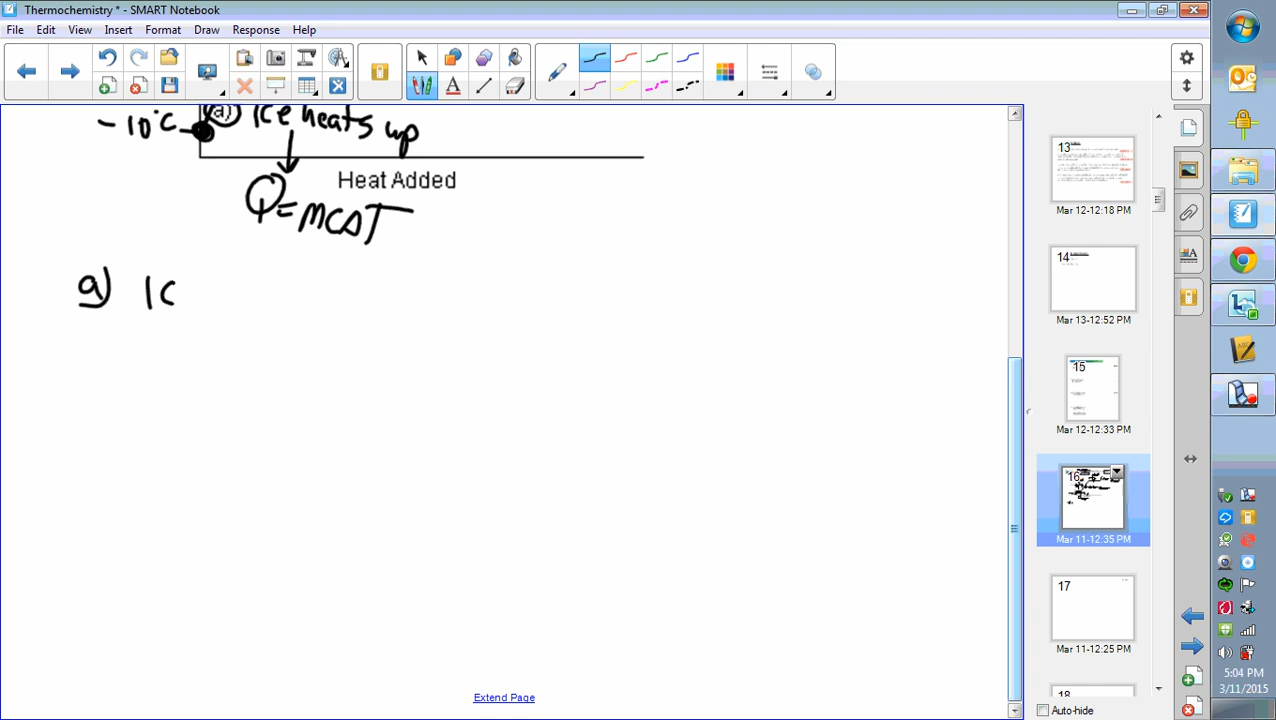 Thermochemistry * - SMART Notebook
File Edit View Insert Format Draw Response Help
-10°C a) Ice heats up
Heat Added
Q=MCΔT
a) IC
Extend Page
13
Mar 12-12:18 PM
14
Mar 13-12:52 PM
15
Mar 12-12:33 PM
16
Mar 11-12:35 PM
17
Mar 11-12:25 PM
18
Auto-hide
5:04 PM
3/11/2015